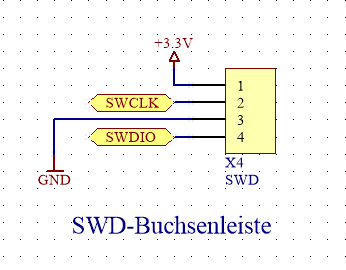 +3.3V
1
SWCLK 2
3
SWDIO 4
GND
X4
SWD
SWD-Buchsenleiste